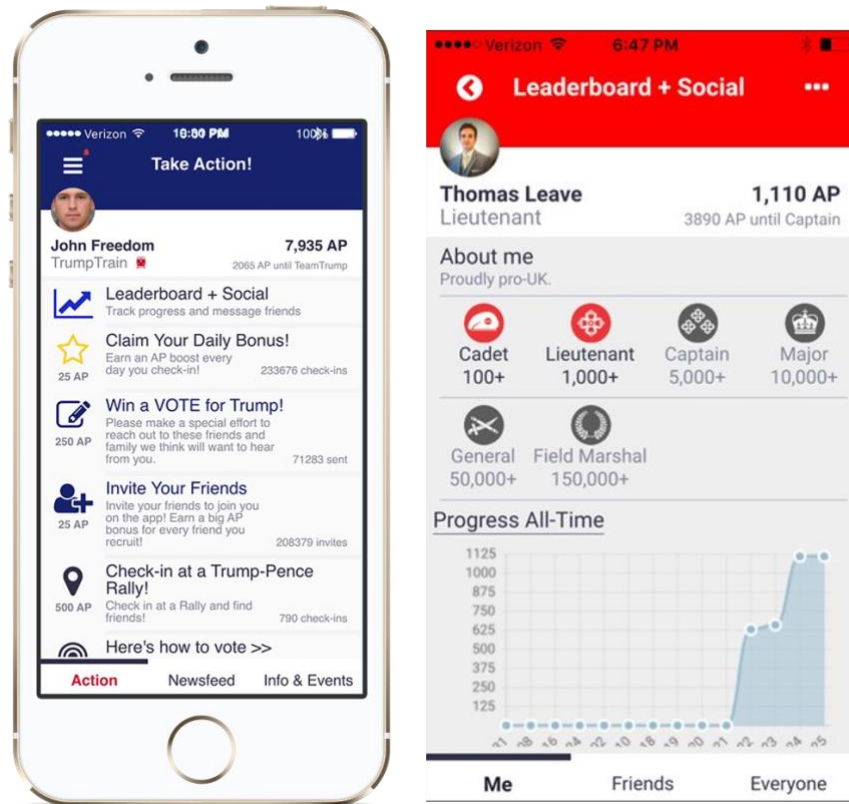 Verizon 10:00 PM 100%
Take Action!
John Freedom 7,935 AP
TrumpTrain 2065 AP until TeamTrump
Leaderboard + Social
Track progress and message friends
Claim Your Daily Bonus!
Earn an AP boost every
day you check-in! 233676 check-ins
25 AP
Win a VOTE for Trump!
Please make a special effort to
reach out to these friends and
family we think will want to hear
from you. 71283 sent
250 AP
Invite Your Friends
Invite your friends to join you
on the app! Earn a big AP
bonus for every friend you
recruit! 208379 invites
25 AP
Check-in at a Trump-Pence
Rally!
Check in at a Rally and find
friends! 790 check-ins
500 AP
Here's how to vote >>
Action Newsfeed Info & Events
Verizon 6:47 PM
Leaderboard + Social
Thomas Leave 1,110 AP
Lieutenant 3890 AP until Captain
About me
Proudly pro-UK.
Cadet Lieutenant Captain Major
100+ 1,000+ 5,000+ 10,000+
General Field Marshal
50,000+ 150,000+
Progress All-Time
1125
1000
875
750
625
500
375
250
125
Me Friends Everyone